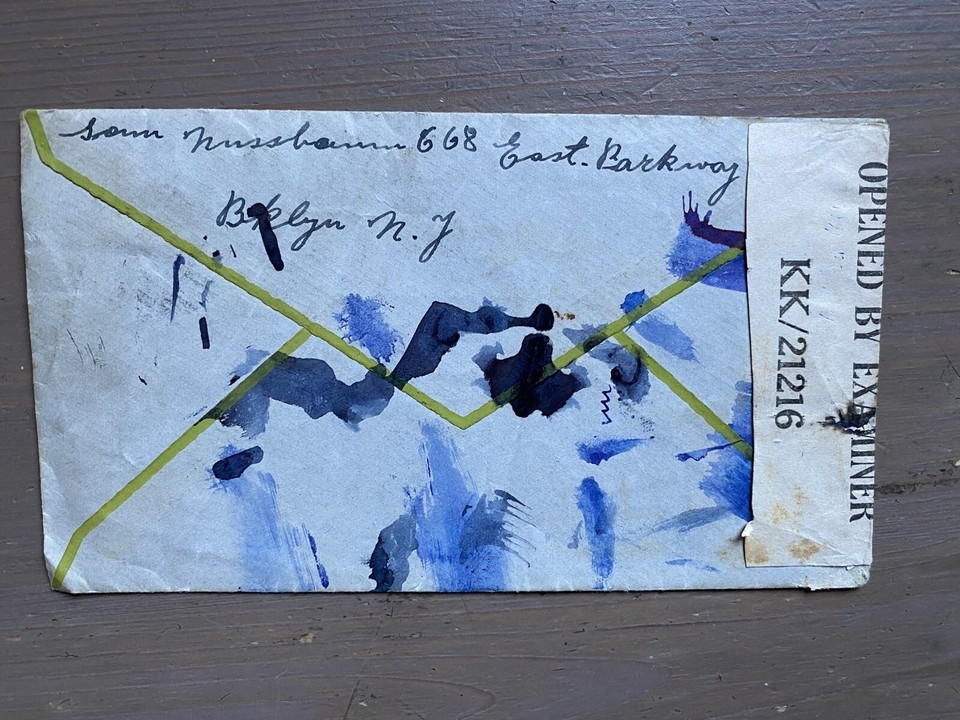 Sam Nussbaum 668 East. Parkway
Bklyn N.Y
OPENED BY EXAMINER
KK/21216